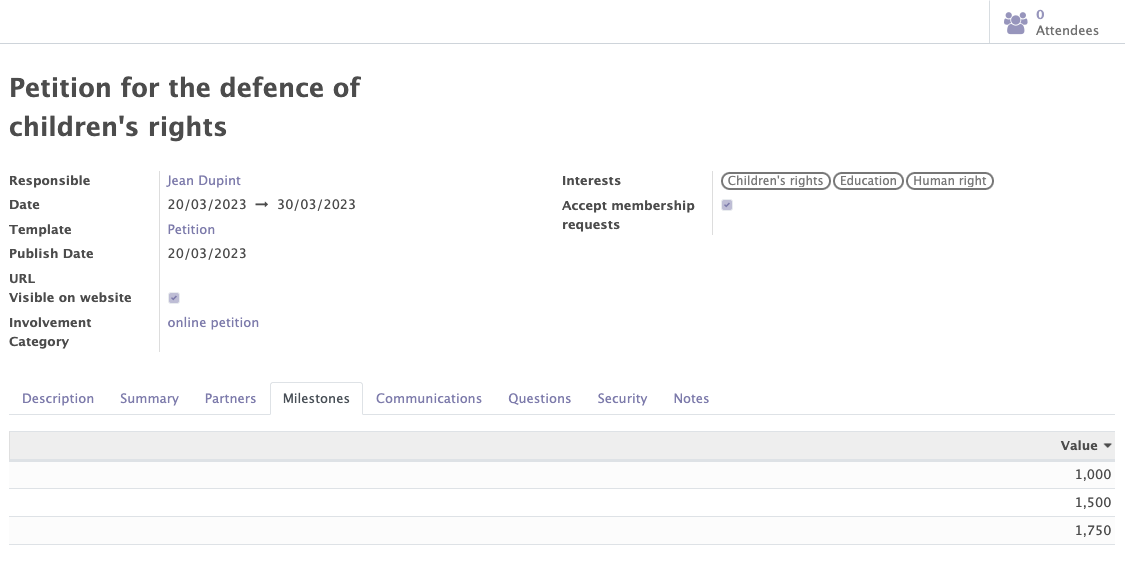 0
Attendees
Petition for the defence of
children's rights
Responsible Jean Dupint
Date 20/03/2023 → 30/03/2023
Template Petition
Publish Date 20/03/2023
URL
Visible on website
Involvement online petition
Category
Interests Children's rights Education Human right
Accept membership
requests
Description Summary Partners Milestones Communications Questions Security Notes
Value
1,000
1,500
1,750